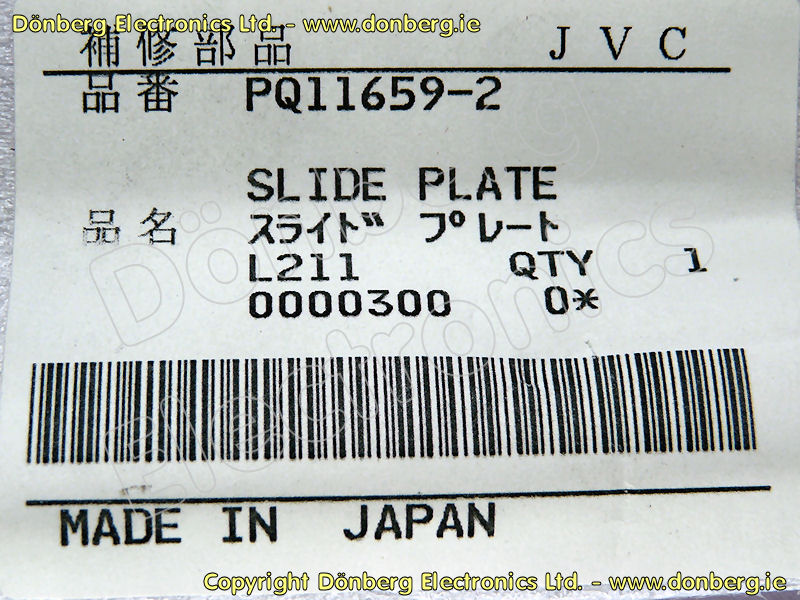 Dönberg Electronics Ltd. - www.donberg.ie
補修部品 JVC
品番 PQ11659-2
SLIDE PLATE
品名 スライド プレート
L211 QTY 1
0000300 0*
Dönberg
Electronics
MADE IN JAPAN
Copyright Dönberg Electronics Ltd. - www.donberg.ie